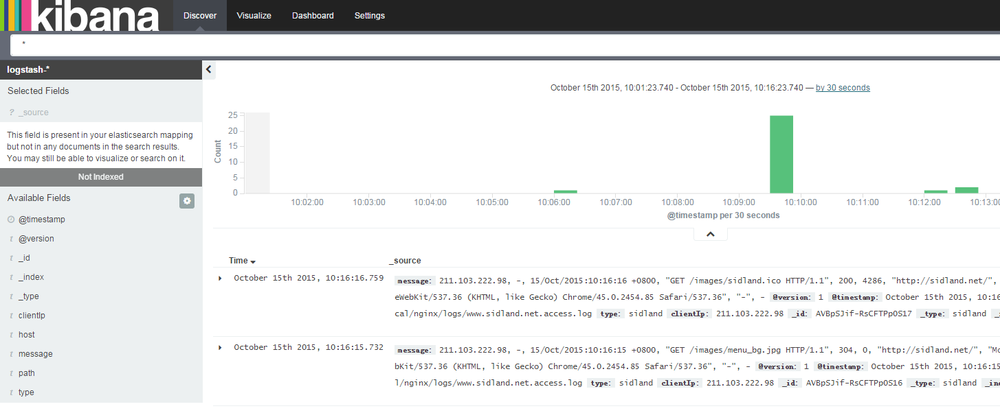 kibana Discover Visualize Dashboard Settings
*
logstash-*
Selected Fields
? _source
This field is present in your elasticsearch mapping
but not in any documents in the search results.
You may still be able to visualize or search on it.
Not Indexed
Available Fields
@timestamp
t @version
t _id
t _index
t _type
t clientIp
t host
t message
t path
t type
October 15th 2015, 10:01:23.740 - October 15th 2015, 10:16:23.740 — by 30 seconds
Count
25
20
15
10
5
0
10:02:00 10:03:00 10:04:00 10:05:00 10:06:00 10:07:00 10:08:00 10:09:00 10:10:00 10:11:00 10:12:00 10:13:00
@timestamp per 30 seconds
Time _source
October 15th 2015, 10:16:16.759 message: 211.103.222.98, -, 15/Oct/2015:10:16:16 +0800, "GET /images/sidland.ico HTTP/1.1", 200, 4286, "http://sidland.net/",
eWebKit/537.36 (KHTML, like Gecko) Chrome/45.0.2454.85 Safari/537.36", "-", - @version: 1 @timestamp: October 15th 2015, 10:16
cal/nginx/logs/www.sidland.net.access.log type: sidland clientIp: 211.103.222.98 _id: AVBpSJif-RsCFTPpOS17 _type: sidland
October 15th 2015, 10:16:15.732 message: 211.103.222.98, -, 15/Oct/2015:10:16:15 +0800, "GET /images/menu_bg.jpg HTTP/1.1", 304, 0, "http://sidland.net/", "Mo
bKit/537.36 (KHTML, like Gecko) Chrome/45.0.2454.85 Safari/537.36", "-", - @version: 1 @timestamp: October 15th 2015, 10:16:15
l/nginx/logs/www.sidland.net.access.log type: sidland clientIp: 211.103.222.98 _id: AVBpSJif-RsCFTPpOS16 _type: sidland _in